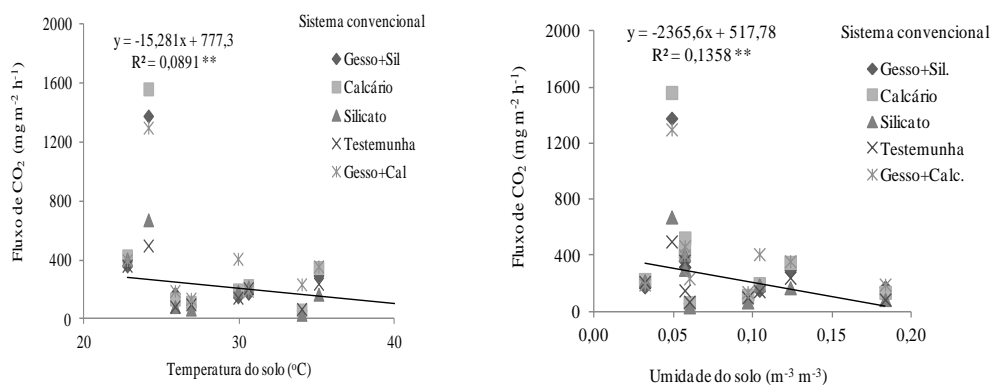 Sistema convencional
y = -15,281x + 777,3
R² = 0,0891 **
Gesso+Sil
Calcário
Silicato
Testemunha
Gesso+Cal
Fluxo de CO₂ (mg m⁻² h⁻¹)
2000
1600
1200
800
400
0
20
30
40
Temperatura do solo (ºC)
y = -2365,6x + 517,78
Sistema convencional
R² = 0,1358 **
Gesso+Sil.
Calcário
Silicato
Testemunha
Gesso+Calc.
Fluxo de CO₂ (mg m⁻² h⁻¹)
2000
1600
1200
800
400
0
0,00
0,05
0,10
0,15
0,20
Umidade do solo (m⁻³ m⁻³)